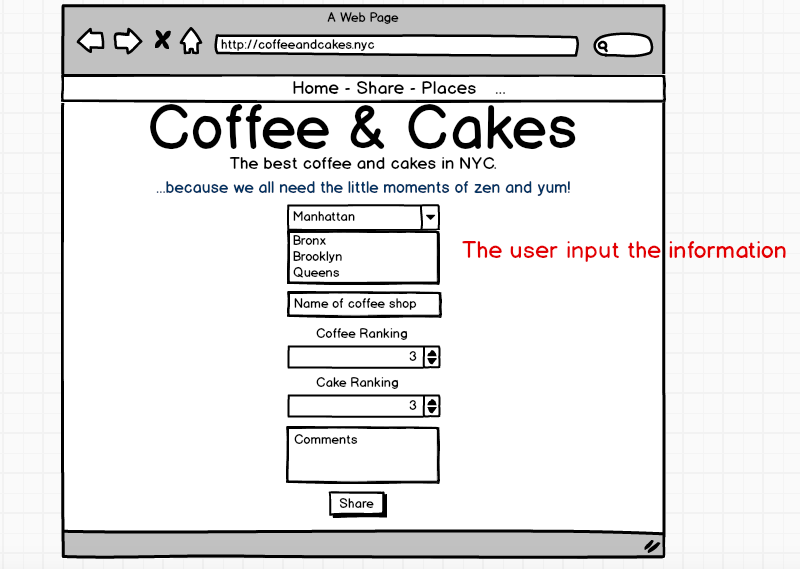 A Web Page
http://coffeeandcakes.nyc
Home - Share - Places ...
Coffee & Cakes
The best coffee and cakes in NYC.
...because we all need the little moments of zen and yum!
Manhattan
Bronx
Brooklyn
Queens
The user input the information
Name of coffee shop
Coffee Ranking
3
Cake Ranking
3
Comments
Share